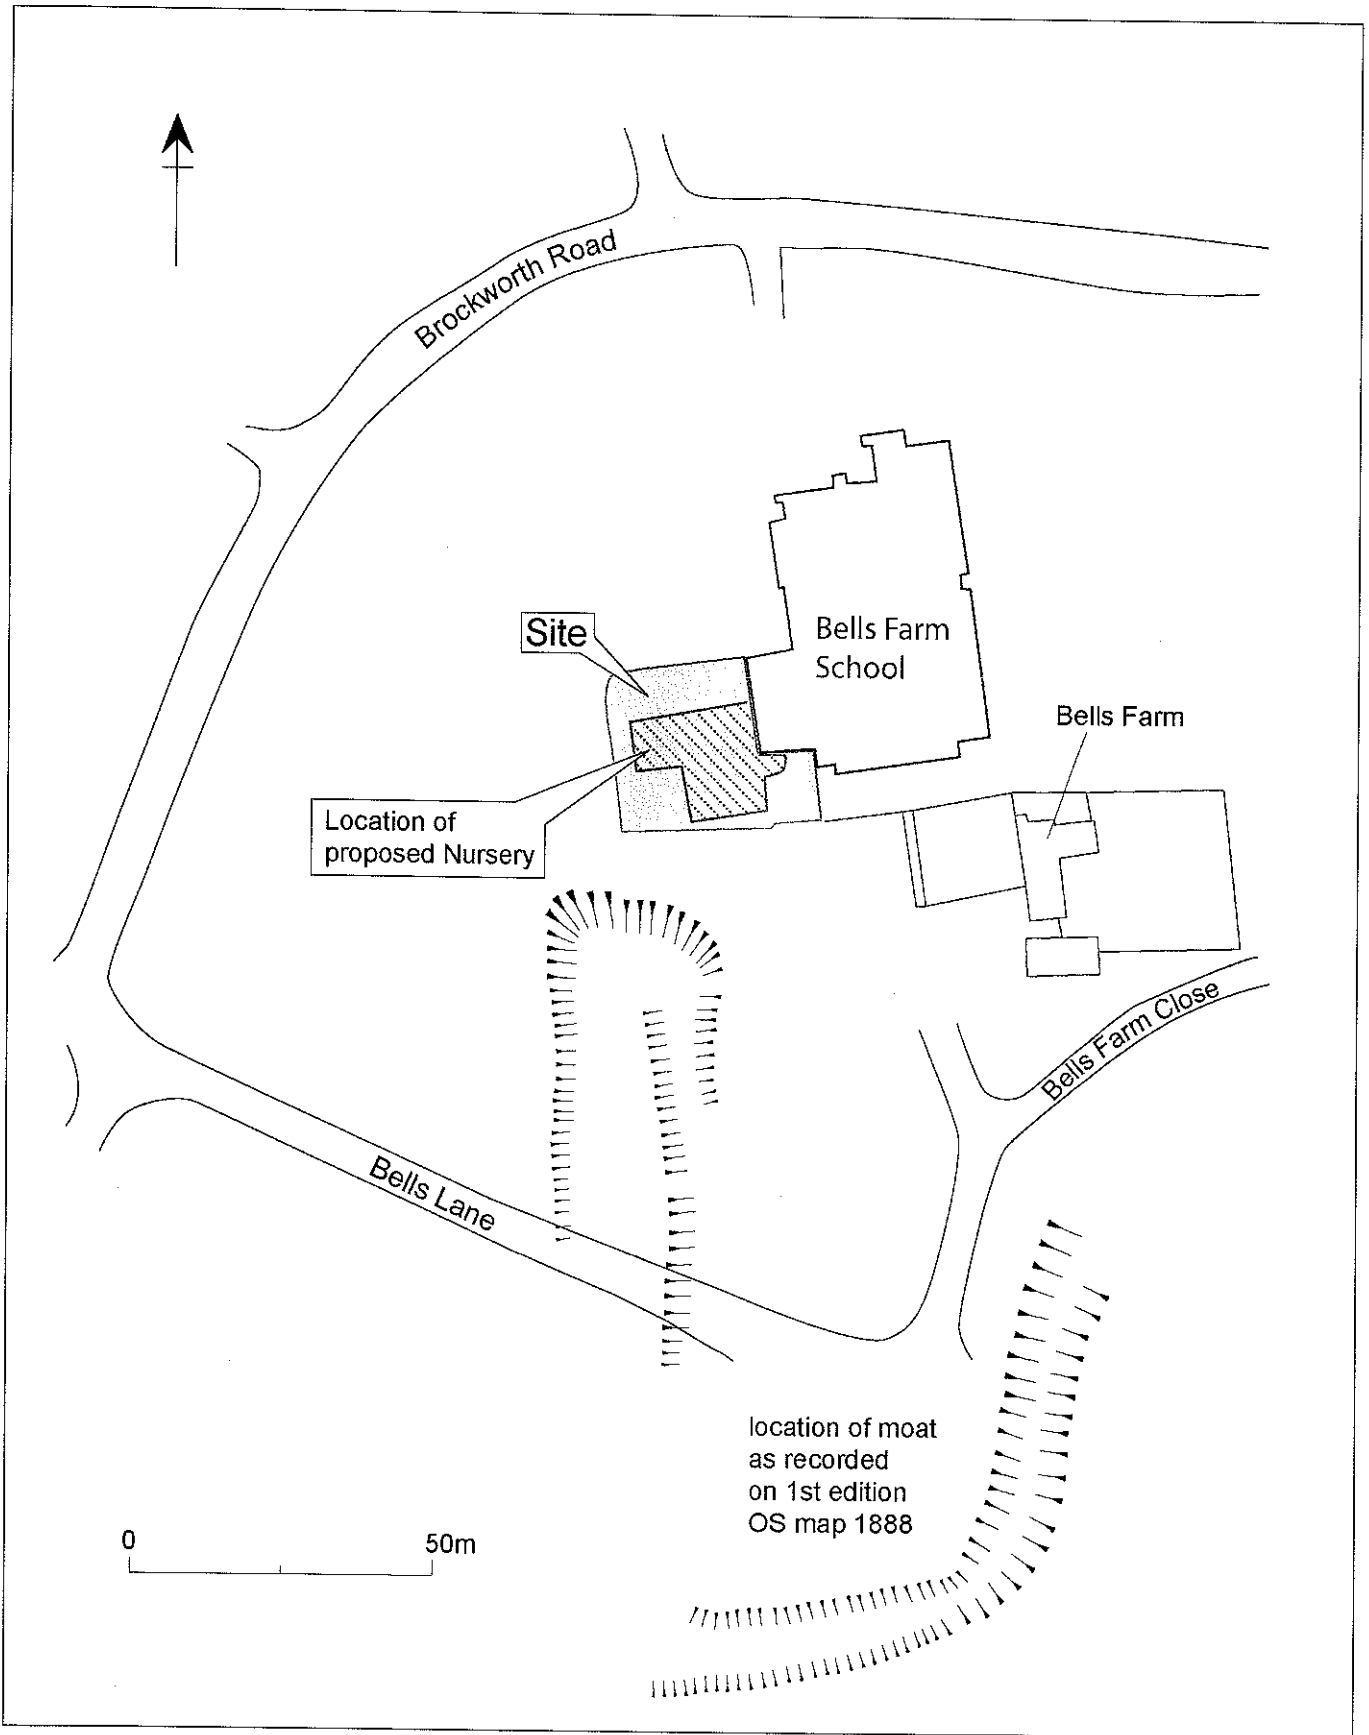 Brockworth Road
Site
Bells Farm
School
Bells Farm
Location of
proposed Nursery
Bells Farm Close
Bells Lane
location of moat
as recorded
on 1st edition
OS map 1888
0 50m